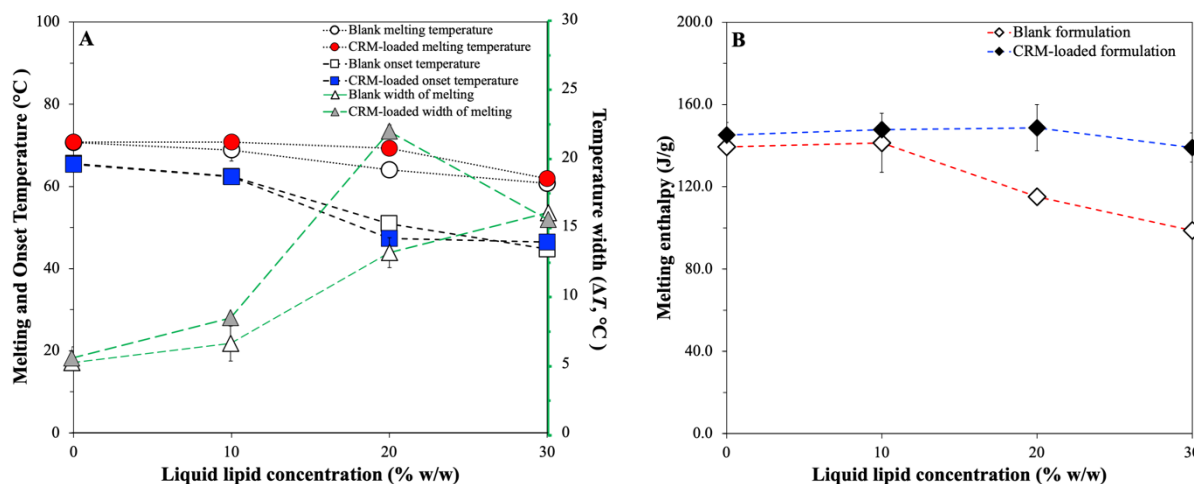 A
Blank melting temperature
CRM-loaded melting temperature
Blank onset temperature
CRM-loaded onset temperature
Blank width of melting
CRM-loaded width of melting
Melting and Onset Temperature (°C)
100
80
60
40
20
0
0
10
20
30
Liquid lipid concentration (% w/w)
30
25
20
15
10
5
0
Temperature width (ΔT, °C )
B
Blank formulation
CRM-loaded formulation
Melting enthalpy (J/g)
200.0
160.0
120.0
80.0
40.0
0.0
0
10
20
30
Liquid lipid concentration (% w/w)